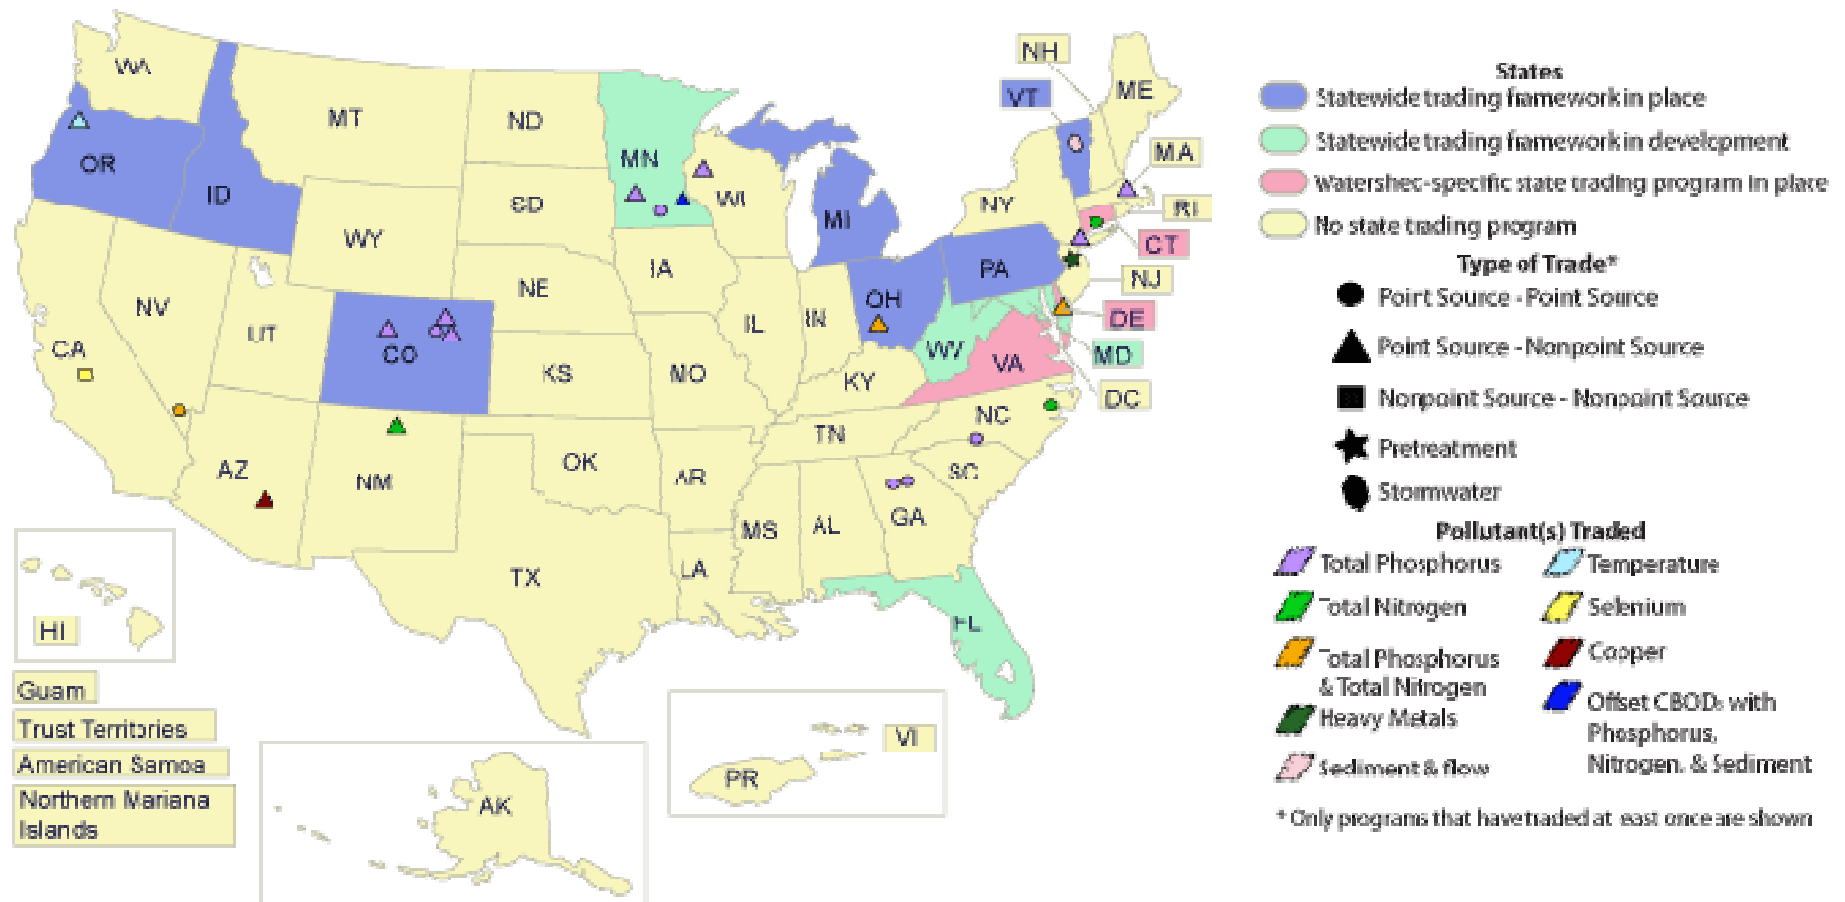 WA
MT
ND
MN
OR
ID
SD
WI
MI
NY
NH
VT
ME
MA
RI
CT
NJ
PA
DE
MD
DC
WY
NE
IA
IL
IN
OH
WV
VA
NV
UT
CO
CA
KS
MO
KY
NC
TN
SC
AZ
NM
OK
AR
MS
AL
GA
LA
TX
FL
HI
Guam
Trust Territories
American Samoa
Northern Mariana
Islands
AK
PR
VI
States
Statewide trading framework in place
Statewide trading framework in development
Watershec-specific state trading program in place
No state trading program
Type of Trade*
Point Source - Point Source
Point Source - Nonpoint Source
Nonpoint Source - Nonpoint Source
Pretreatment
Stormwater
Pollutant(s) Traded
Total Phosphorus
Total Nitrogen
Total Phosphorus
& Total Nitrogen
Heavy Metals
Sediment & flow
Temperature
Selenium
Copper
Offset CBOD₅ with
Phosphorus,
Nitrogen, & Sediment
* Only programs that have traded at east once are shown